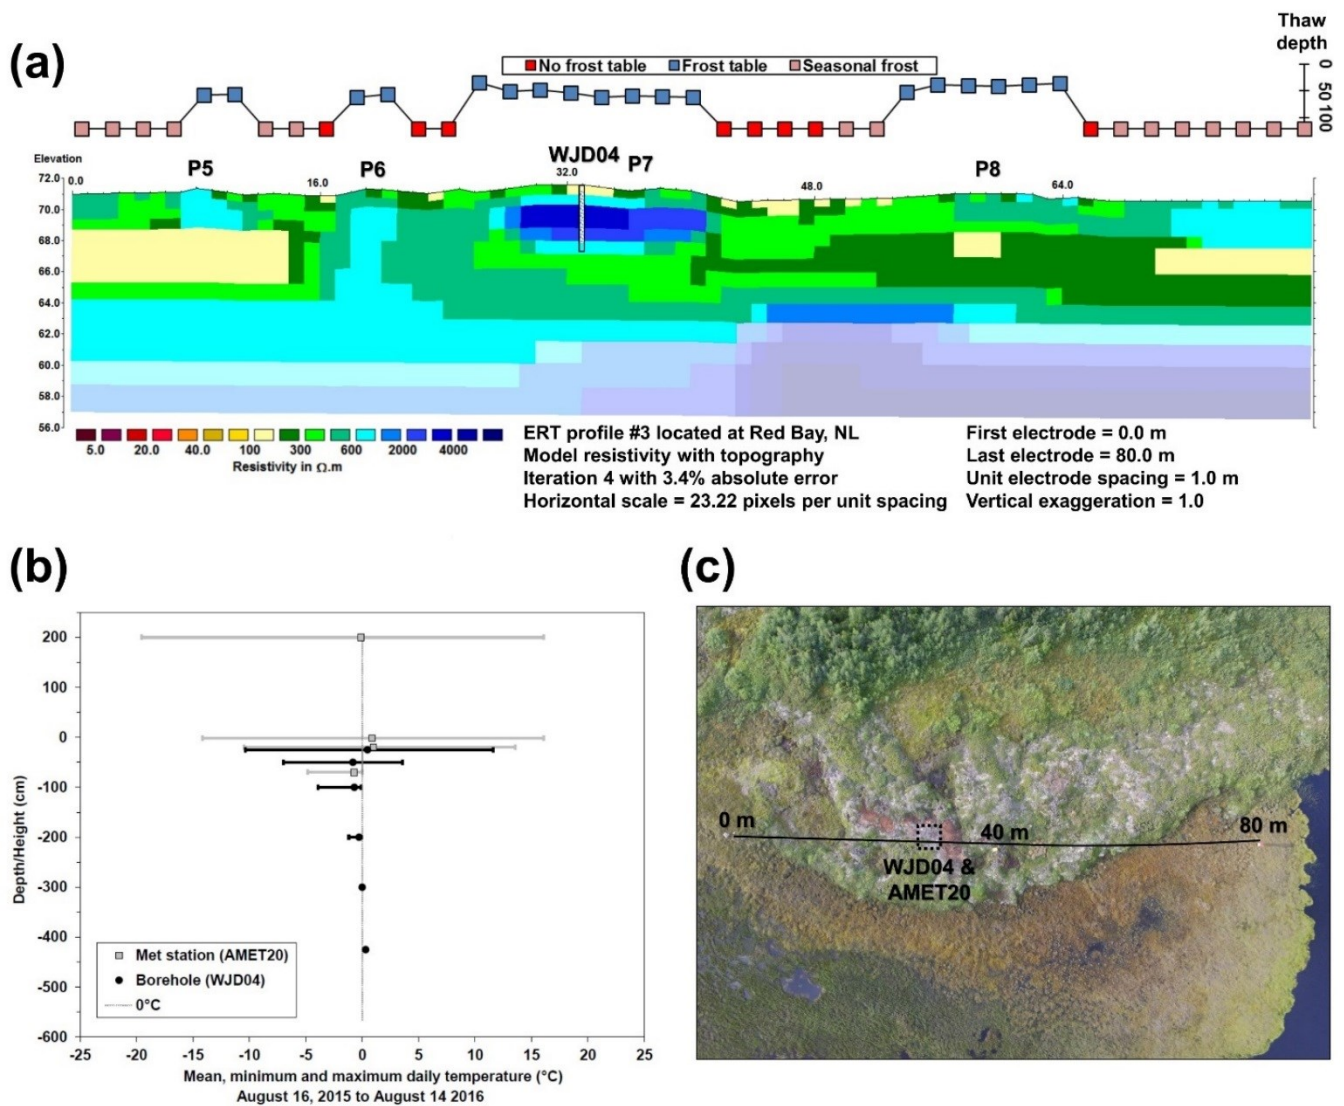 (a)
Thaw
depth
No frost table Frost table Seasonal frost
0
50
100
Elevation
P5 P6 WJD04 P7 P8
0.0 16.0 32.0 48.0 64.0
72.0
70.0
68.0
66.0
64.0
62.0
60.0
58.0
56.0
5.0 20.0 40.0 100 300 600 2000 4000
Resistivity in Ω.m
ERT profile #3 located at Red Bay, NL
Model resistivity with topography
Iteration 4 with 3.4% absolute error
Horizontal scale = 23.22 pixels per unit spacing
First electrode = 0.0 m
Last electrode = 80.0 m
Unit electrode spacing = 1.0 m
Vertical exaggeration = 1.0
(b)
Depth/Height (cm)
200
100
0
-100
-200
-300
-400
-500
-600
Met station (AMET20)
Borehole (WJD04)
0°C
-25 -20 -15 -10 -5 0 5 10 15 20 25
Mean, minimum and maximum daily temperature (°C)
August 16, 2015 to August 14 2016
(c)
0 m
40 m
80 m
WJD04 &
AMET20